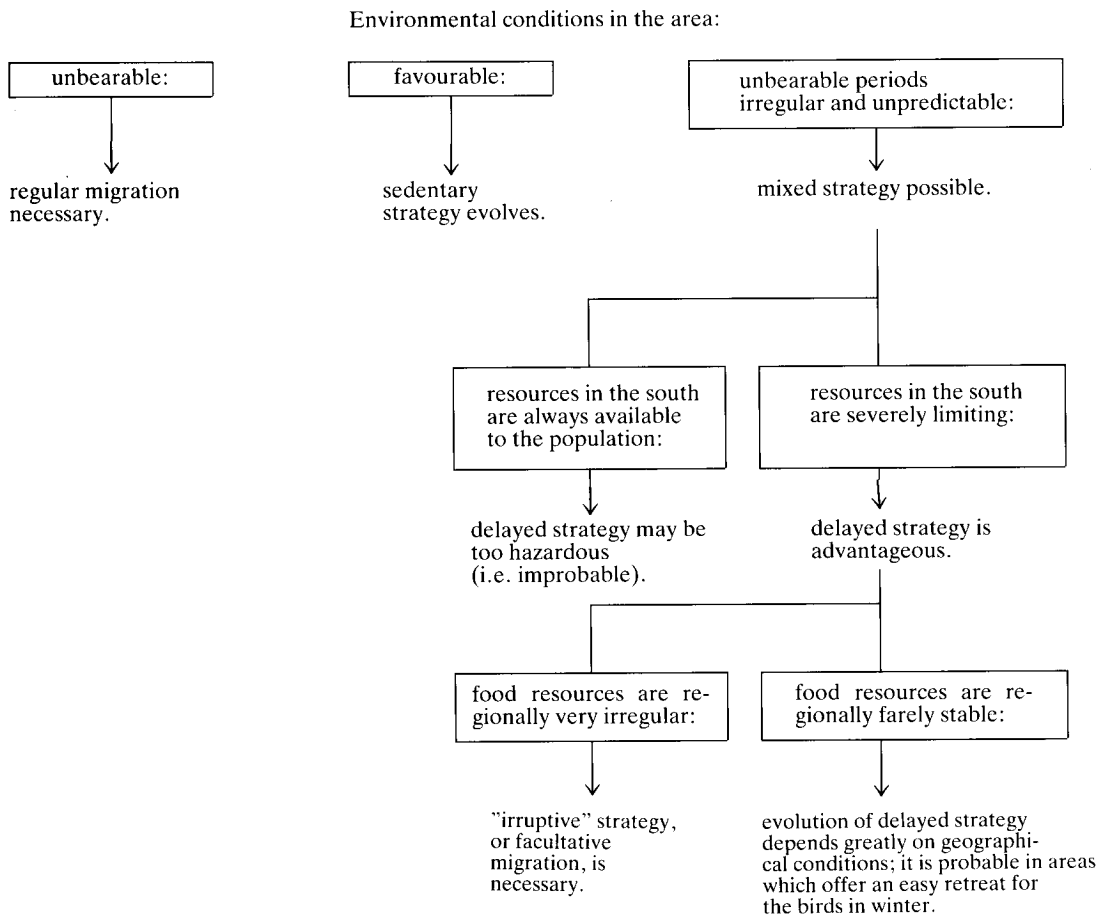 Environmental conditions in the area:
unbearable:
regular migration
necessary.
favourable:
sedentary
strategy evolves.
unbearable periods
irregular and unpredictable:
mixed strategy possible.
resources in the south
are always available
to the population:
delayed strategy may be
too hazardous
(i.e. improbable).
resources in the south
are severely limiting:
delayed strategy is
advantageous.
food resources are re-
gionally very irregular:
"irruptive" strategy,
or facultative
migration, is
necessary.
food resources are re-
gionally farely stable:
evolution of delayed strategy
depends greatly on geographi-
cal conditions; it is probable in areas
which offer an easy retreat for
the birds in winter.